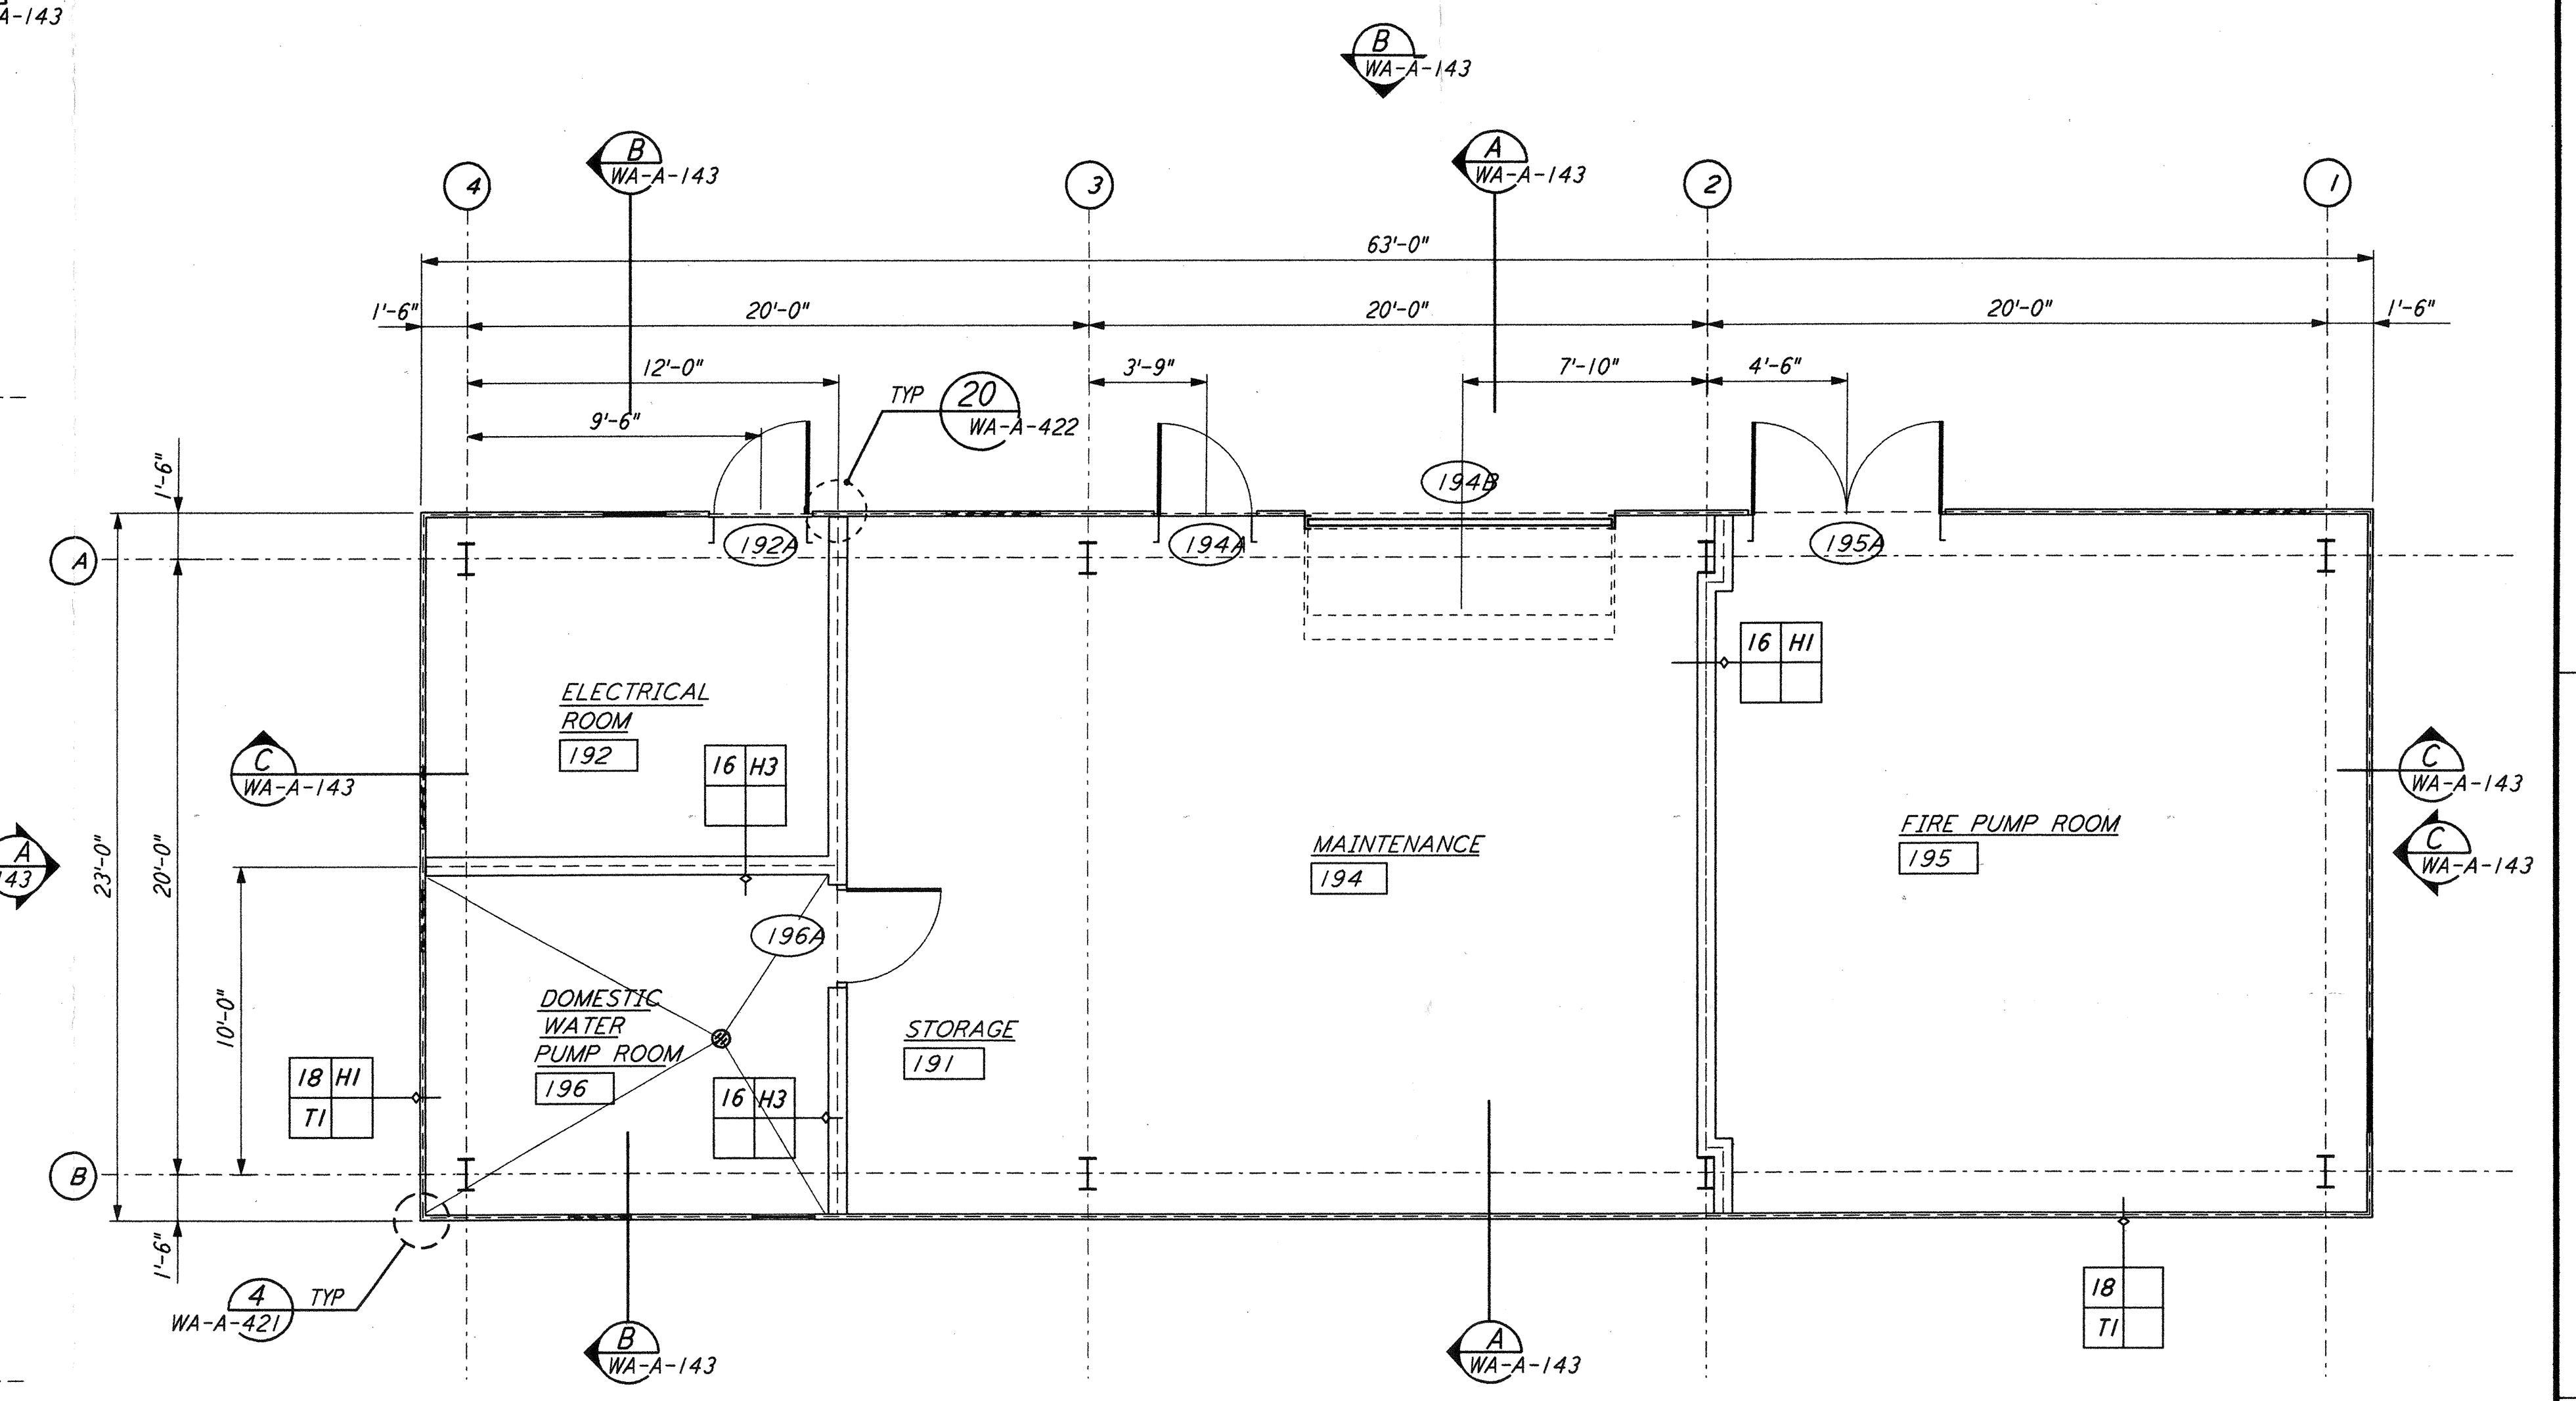 A-143
B
WA-A-143
B
WA-A-143
A
WA-A-143
4
3
2
1
63'-0"
1'-6"
20'-0"
20'-0"
20'-0"
1'-6"
12'-0"
3'-9"
7'-10"
4'-6"
9'-6"
TYP
20
WA-A-422
1'-6"
194B
192A
194A
195A
A
16 H1
ELECTRICAL
ROOM
192
16 H3
C
WA-A-143
C
WA-A-143
FIRE PUMP ROOM
195
MAINTENANCE
194
A
143
C
WA-A-143
23'-0"
20'-0"
10'-0"
196A
DOMESTIC
WATER
PUMP ROOM
196
STORAGE
191
18 H1
T1
16 H3
B
1'-6"
4
TYP
WA-A-421
B
WA-A-143
A
WA-A-143
18
T1